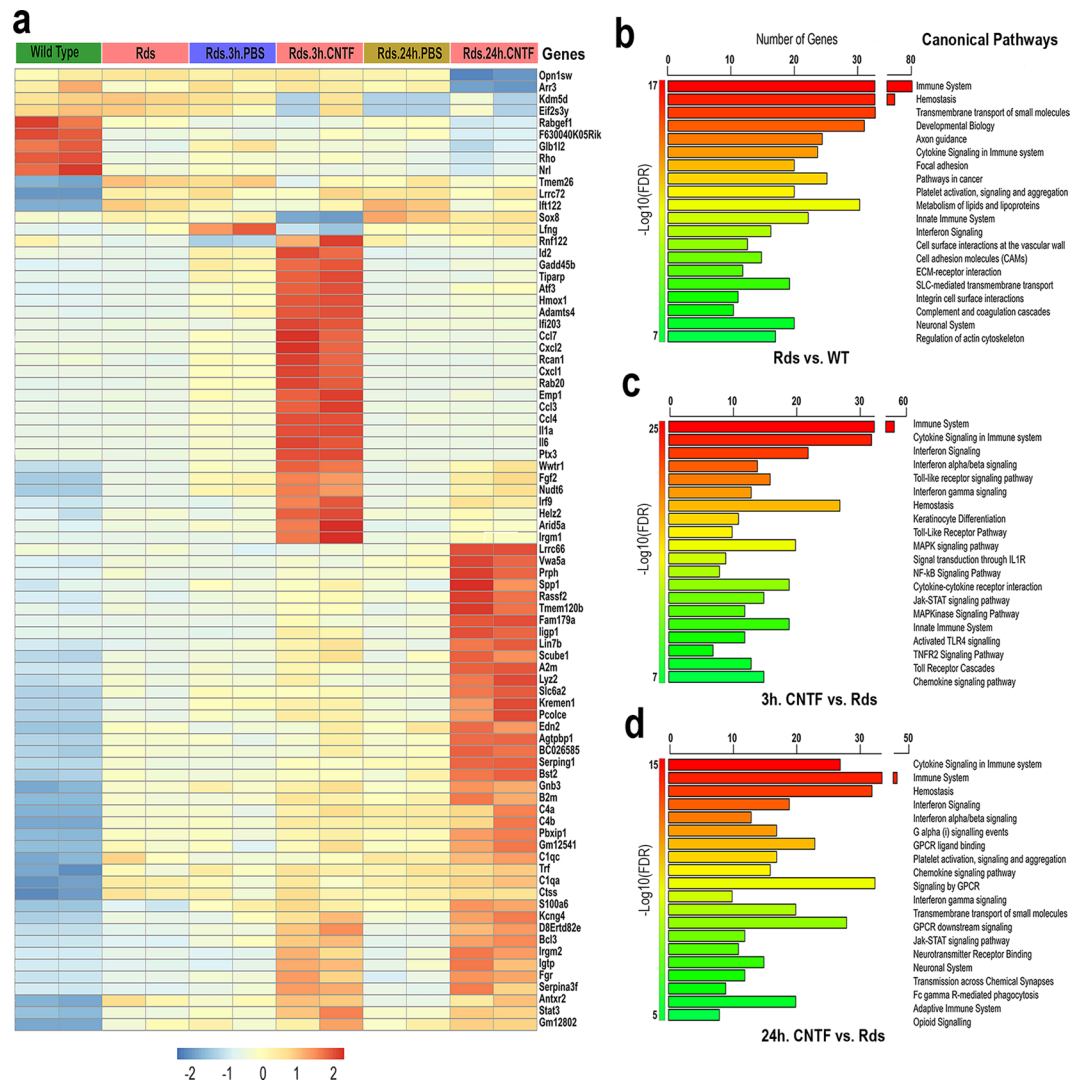 a
Wild Type Rds Rds.3h.PBS Rds.3h.CNTF Rds.24h.PBS Rds.24h.CNTF Genes
Opn1sw
Arr3
Kdm5d
Eif2s3y
Rabgef1
F630040K05Rik
Glb1l2
Rho
Nrl
Tmem26
Lrrc72
Ift122
Sox8
Lfng
Rnf122
Id2
Gadd45b
Tiparp
Atf3
Hmox1
Adamts4
Ifi203
Ccl7
Cxcl2
Rcan1
Cxcl1
Rab20
Emp1
Ccl3
Ccl4
Il1a
Il6
Ptx3
Wwtr1
Fgf2
Nudt6
Irf9
Helz2
Arid5a
Irgm1
Lrrc66
Vwa5a
Prph
Spp1
Rassf2
Tmem120b
Fam179a
Iigp1
Lin7b
Scube1
A2m
Lyz2
Slc6a2
Kremen1
Pcolce
Edn2
Agtpbp1
BC026585
Serping1
Bst2
Gnb3
B2m
C4a
C4b
Pbxip1
Gm12541
C1qc
Trf
C1qa
Ctss
S100a6
Kcng4
D8Ertd82e
Bcl3
Irgm2
Igtp
Fgr
Serpina3f
Antxr2
Stat3
Gm12802
-2 -1 0 1 2
b
Number of Genes
Canonical Pathways
0 10 20 30 80
17
-Log10(FDR)
7
Immune System
Hemostasis
Transmembrane transport of small molecules
Developmental Biology
Axon guidance
Cytokine Signaling in Immune system
Focal adhesion
Pathways in cancer
Platelet activation, signaling and aggregation
Metabolism of lipids and lipoproteins
Innate Immune System
Interferon Signaling
Cell surface interactions at the vascular wall
Cell adhesion molecules (CAMs)
ECM-receptor interaction
SLC-mediated transmembrane transport
Integrin cell surface interactions
Complement and coagulation cascades
Neuronal System
Regulation of actin cytoskeleton
Rds vs. WT
c
0 10 20 30 60
25
-Log10(FDR)
7
Immune System
Cytokine Signaling in Immune system
Interferon Signaling
Interferon alpha/beta signaling
Toll-like receptor signaling pathway
Interferon gamma signaling
Hemostasis
Keratinocyte Differentiation
Toll-Like Receptor Pathway
MAPK signaling pathway
Signal transduction through IL1R
NF-kB Signaling Pathway
Cytokine-cytokine receptor interaction
Jak-STAT signaling pathway
MAPKinase Signaling Pathway
Innate Immune System
Activated TLR4 signalling
TNFR2 Signaling Pathway
Toll Receptor Cascades
Chemokine signaling pathway
3h. CNTF vs. Rds
d
0 10 20 30 50
15
-Log10(FDR)
5
Cytokine Signaling in Immune system
Immune System
Hemostasis
Interferon Signaling
Interferon alpha/beta signaling
G alpha (i) signalling events
GPCR ligand binding
Platelet activation, signaling and aggregation
Chemokine signaling pathway
Signaling by GPCR
Interferon gamma signaling
Transmembrane transport of small molecules
GPCR downstream signaling
Jak-STAT signaling pathway
Neurotransmitter Receptor Binding
Neuronal System
Transmission across Chemical Synapses
Fc gamma R-mediated phagocytosis
Adaptive Immune System
Opioid Signalling
24h. CNTF vs. Rds